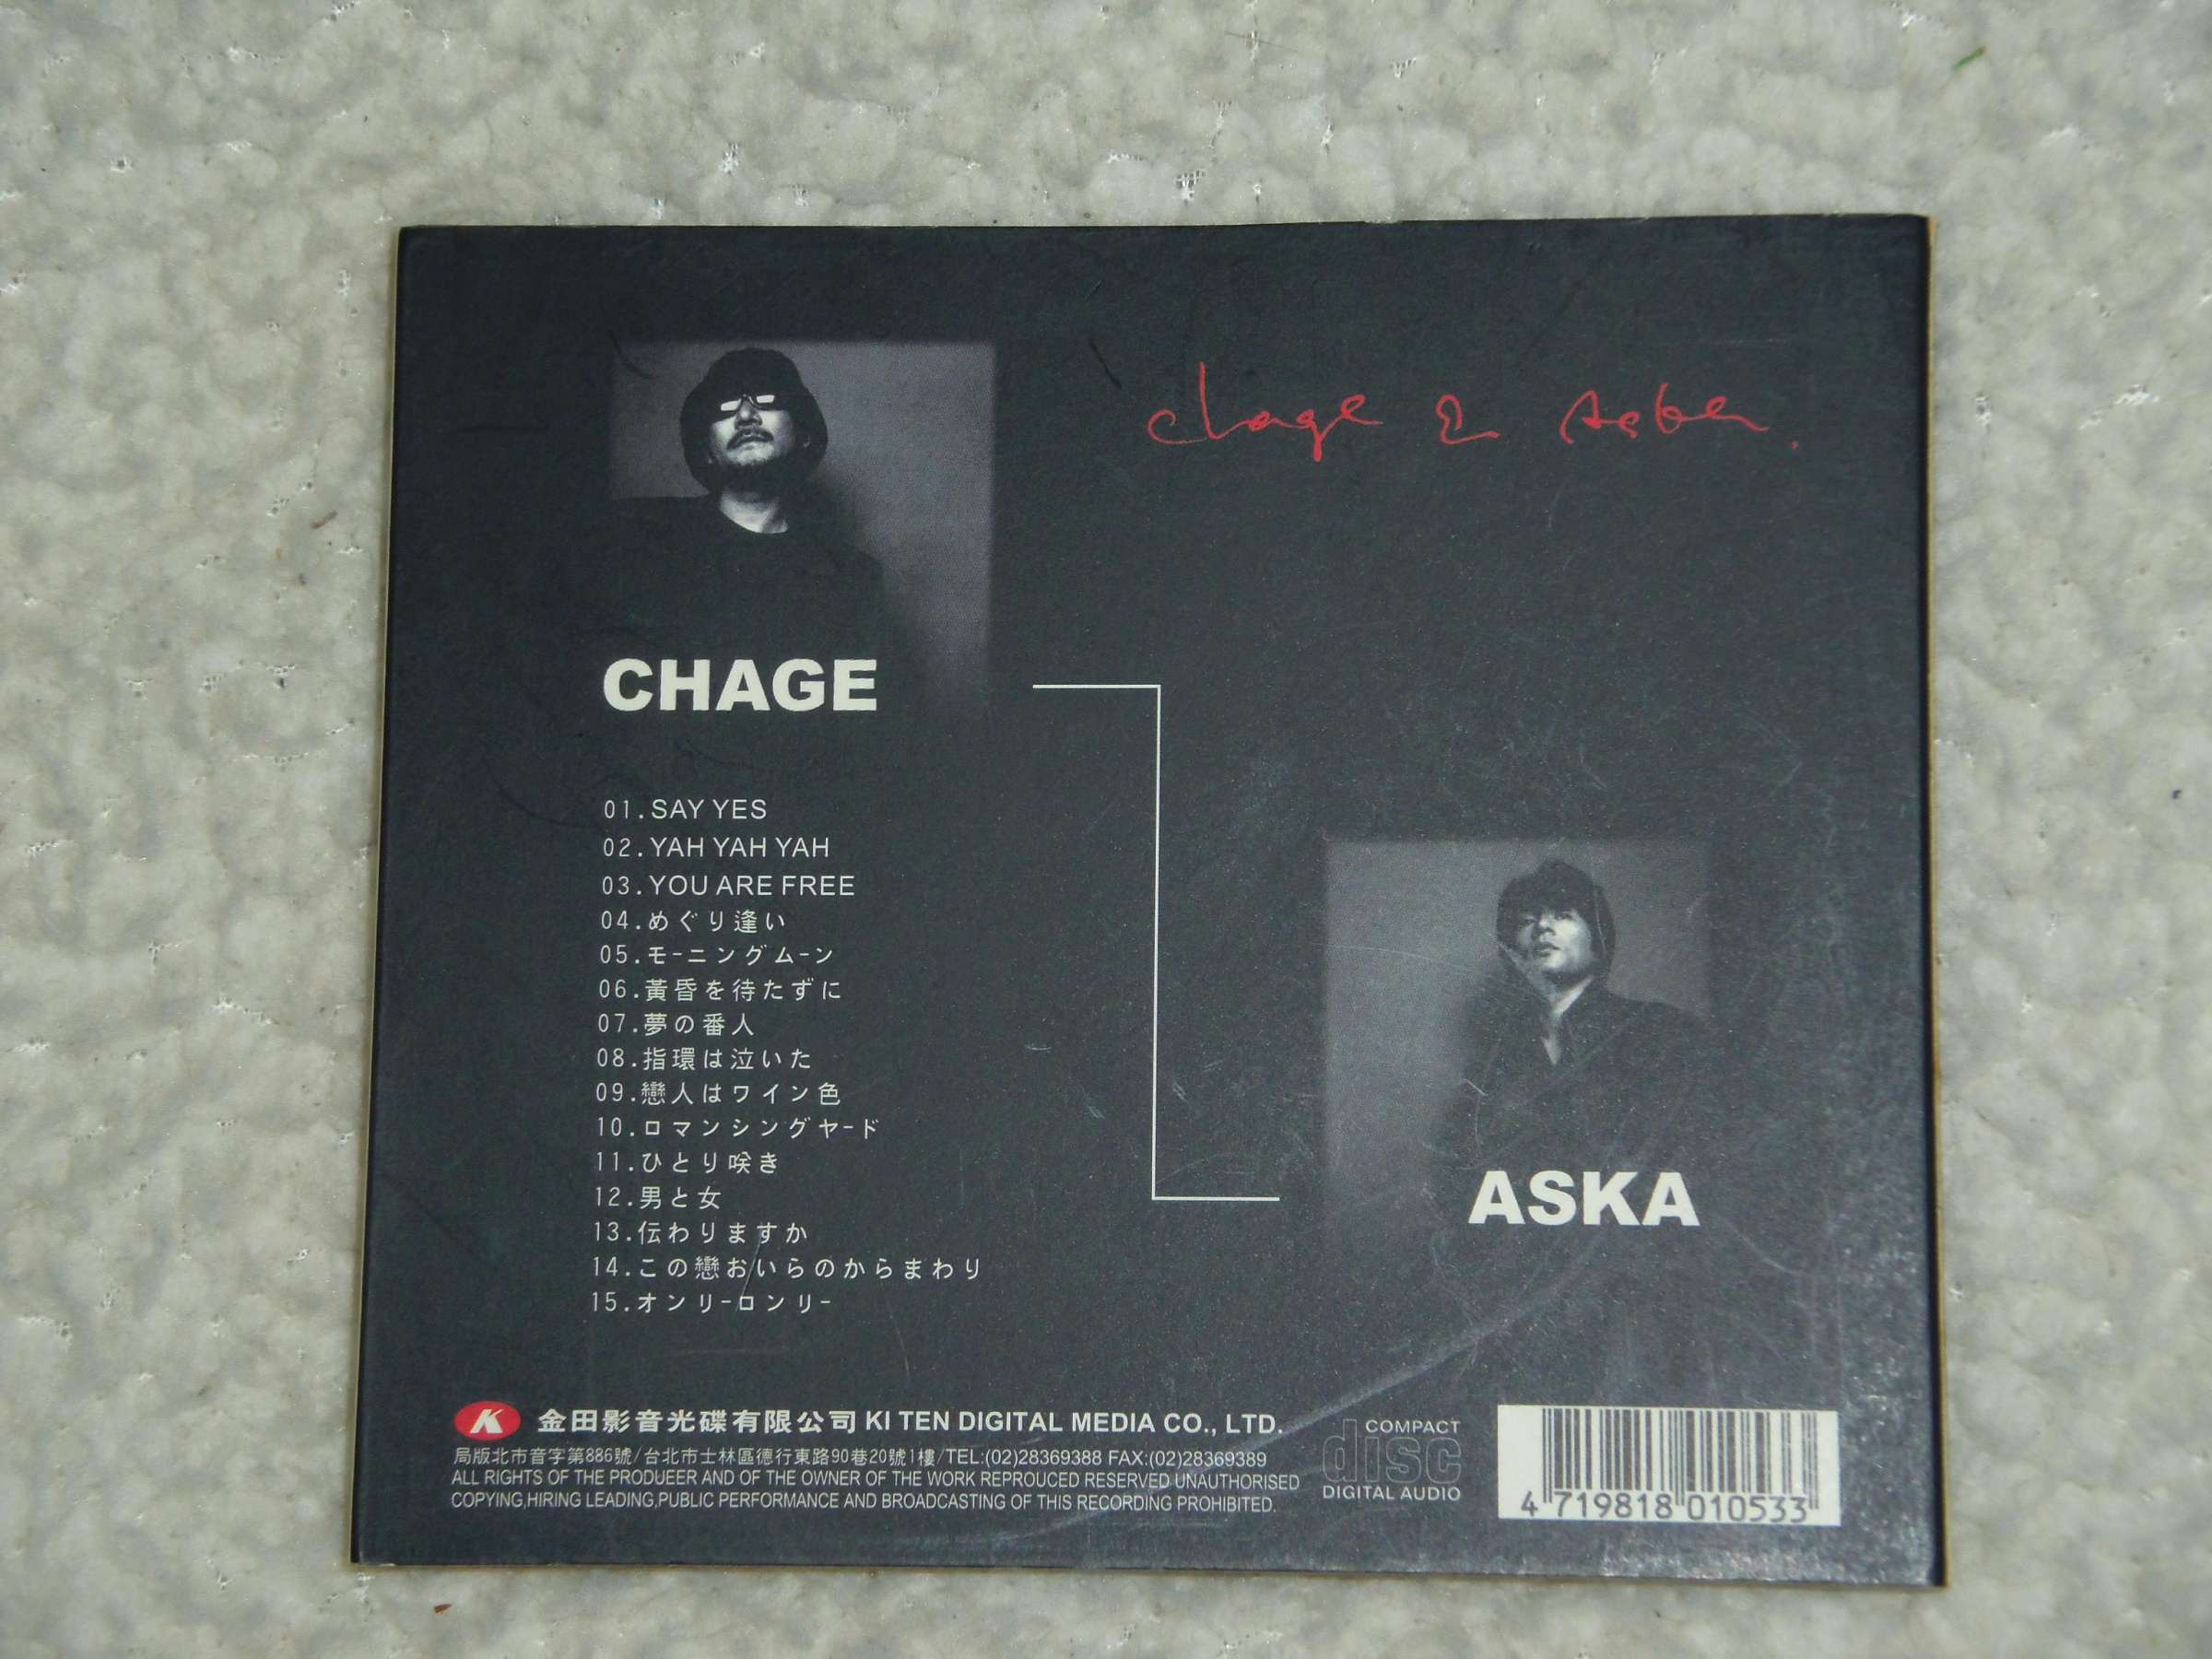 chage & Aska.
CHAGE
01.SAY YES
02.YAH YAH YAH
03.YOU ARE FREE
04.めぐり逢い
05.モーニングムーン
06.黃昏を待たずに
07.夢の番人
08.指環は泣いた
09.戀人はワイン色
10.ロマンシングヤード
11.ひとり咲き
12.男と女
13.伝わりますか
14.この戀おいらのからまわり
15.オンリーロンリー
ASKA
K 金田影音光碟有限公司 KI TEN DIGITAL MEDIA CO., LTD.
局版北市音字第886號/台北市士林區德行東路90巷20號1樓/TEL:(02)28369388 FAX:(02)28369389
ALL RIGHTS OF THE PRODUEER AND OF THE OWNER OF THE WORK REPROUCED RESERVED UNAUTHORISED
COPYING,HIRING LEADING,PUBLIC PERFORMANCE AND BROADCASTING OF THIS RECORDING PROHIBITED.
COMPACT
disc
DIGITAL AUDIO
4 719818 010533